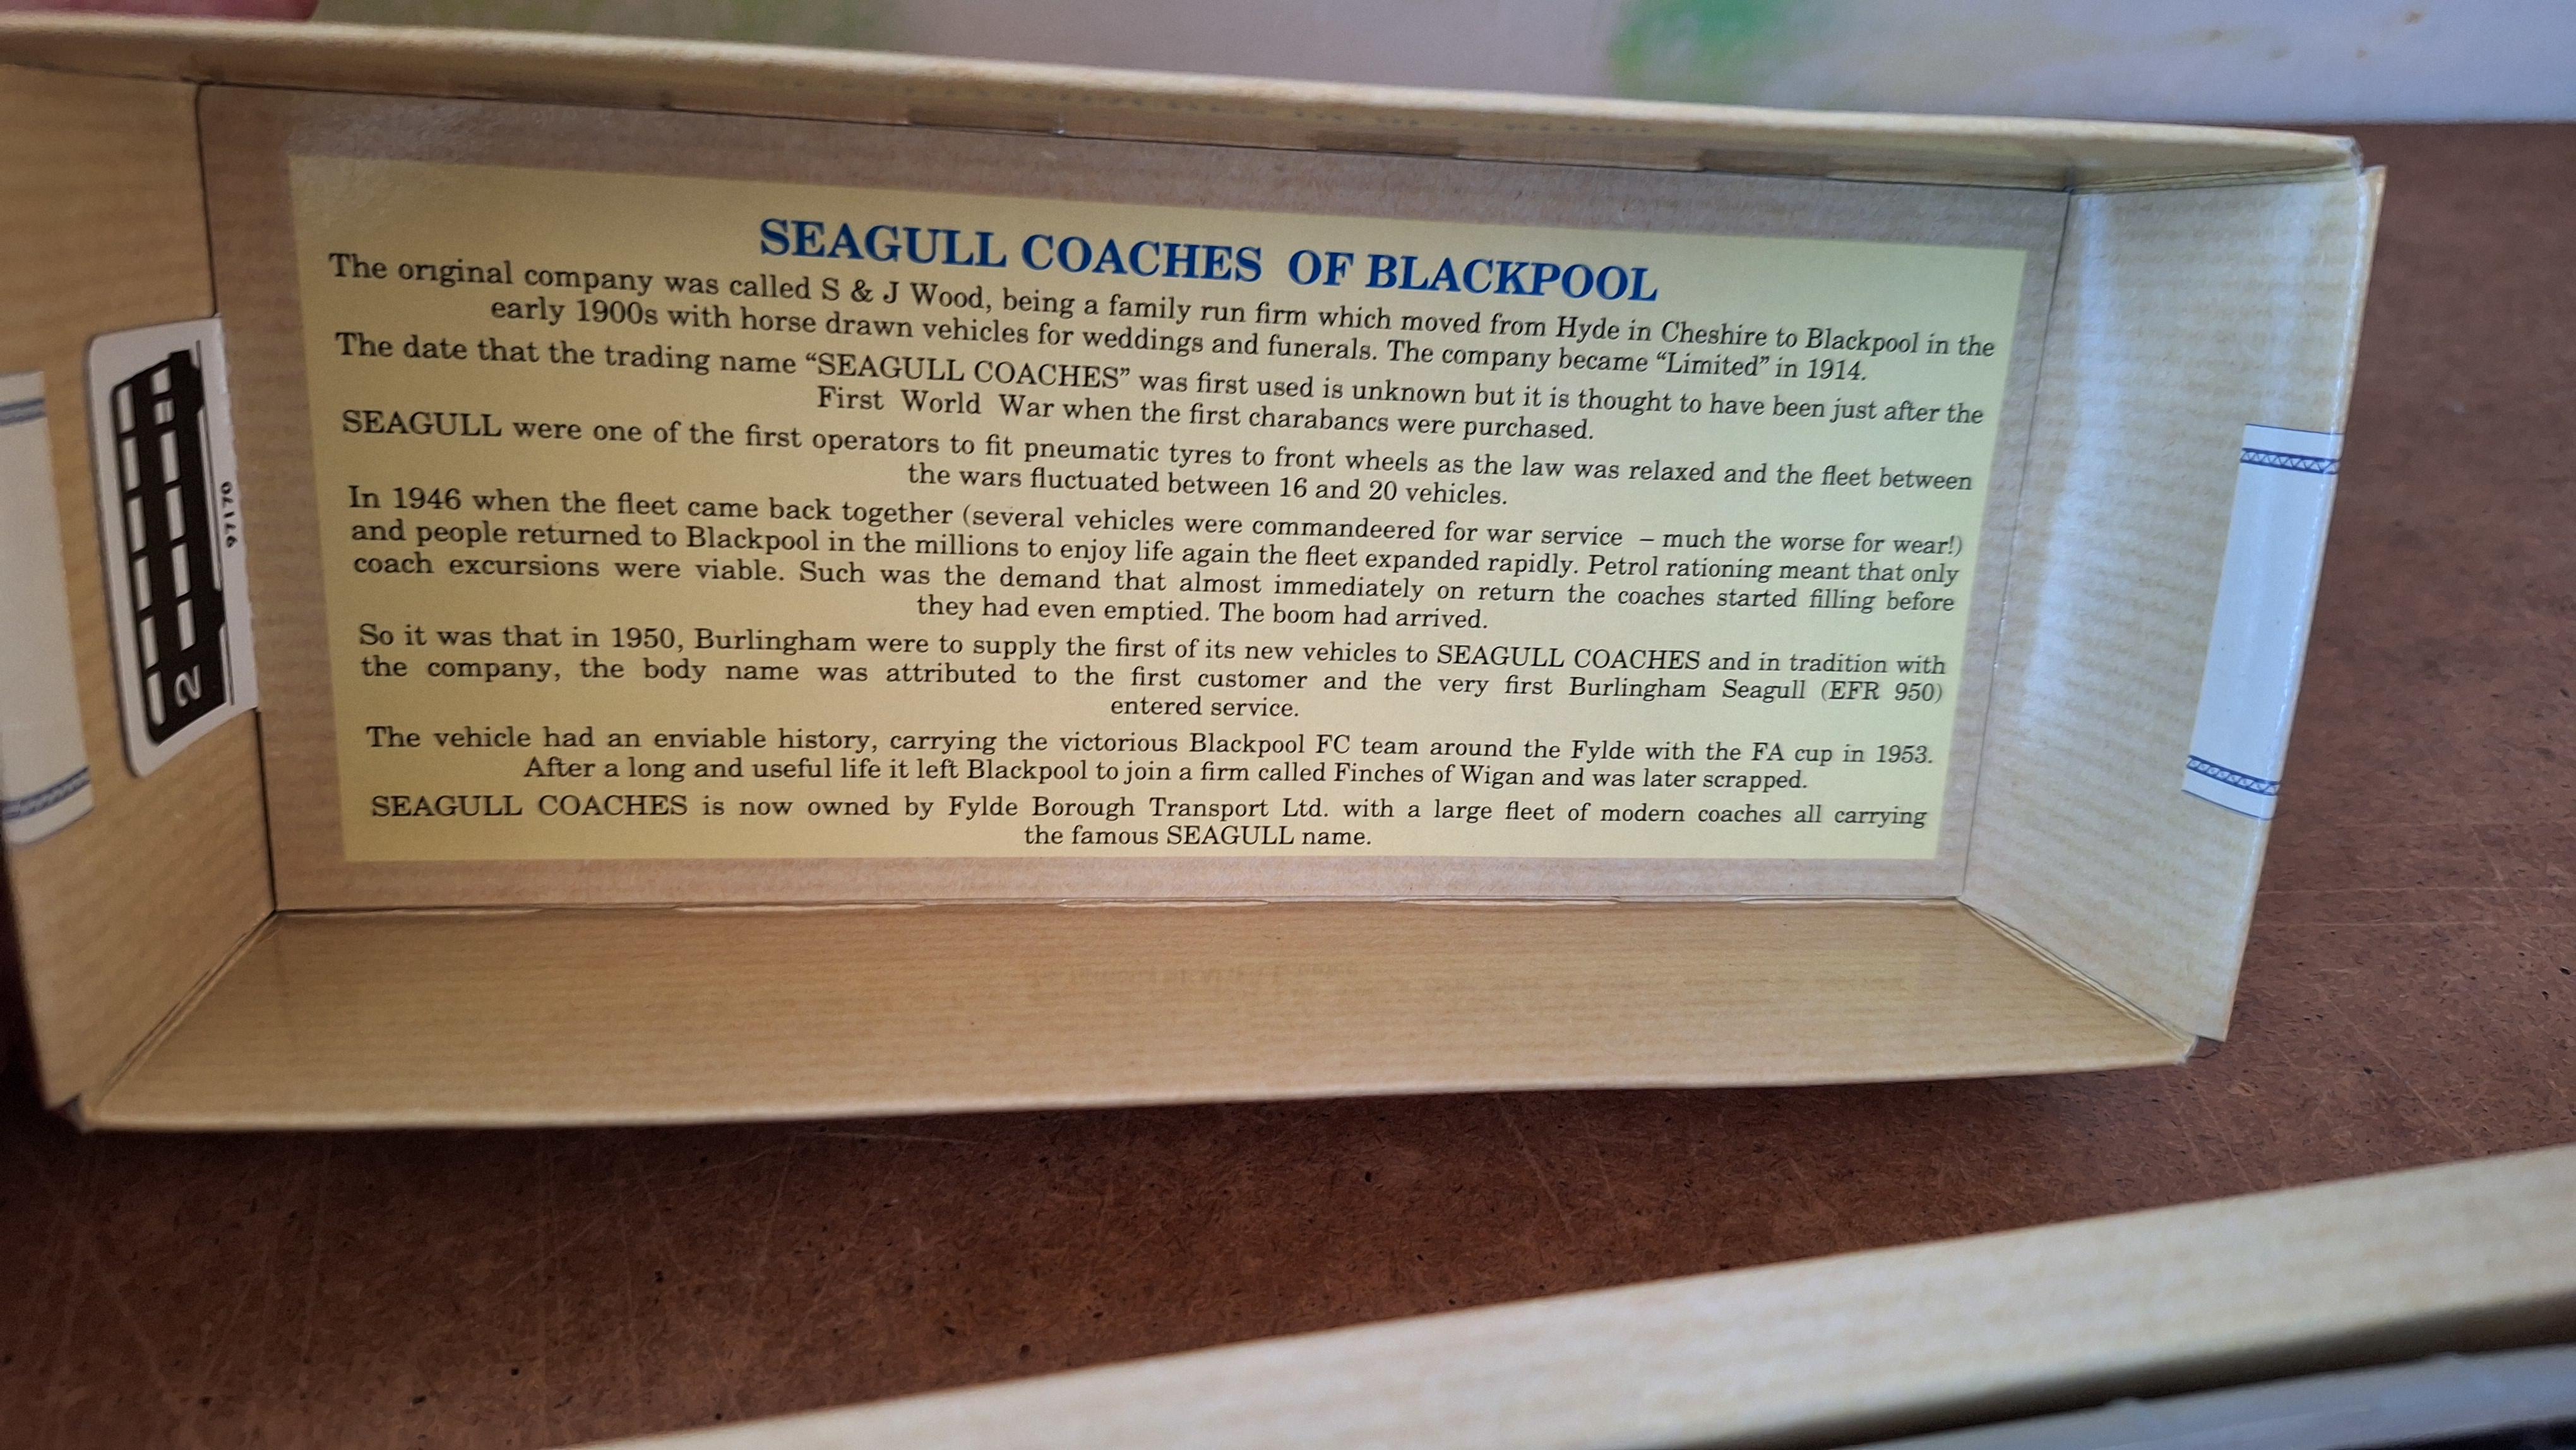 SEAGULL COACHES OF BLACKPOOL
The original company was called S & J Wood, being a family run firm which moved from Hyde in Cheshire to Blackpool in the
early 1900s with horse drawn vehicles for weddings and funerals. The company became “Limited” in 1914.
The date that the trading name “SEAGULL COACHES” was first used is unknown but it is thought to have been just after the
First World War when the first charabancs were purchased.
SEAGULL were one of the first operators to fit pneumatic tyres to front wheels as the law was relaxed and the fleet between
the wars fluctuated between 16 and 20 vehicles.
In 1946 when the fleet came back together (several vehicles were commandeered for war service – much the worse for wear!)
and people returned to Blackpool in the millions to enjoy life again the fleet expanded rapidly. Petrol rationing meant that only
coach excursions were viable. Such was the demand that almost immediately on return the coaches started filling before
they had even emptied. The boom had arrived.
So it was that in 1950, Burlingham were to supply the first of its new vehicles to SEAGULL COACHES and in tradition with
the company, the body name was attributed to the first customer and the very first Burlingham Seagull (EFR 950)
entered service.
The vehicle had an enviable history, carrying the victorious Blackpool FC team around the Fylde with the FA cup in 1953.
After a long and useful life it left Blackpool to join a firm called Finches of Wigan and was later scrapped.
SEAGULL COACHES is now owned by Fylde Borough Transport Ltd. with a large fleet of modern coaches all carrying
the famous SEAGULL name.
97170
2